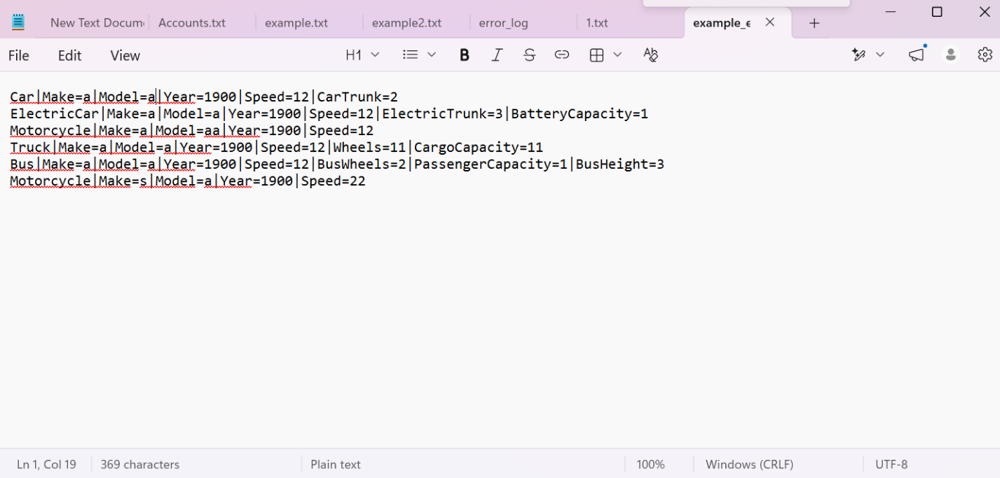 New Text Docum Accounts.txt example.txt example2.txt error_log 1.txt example_e
File Edit View H1 B I S
Car|Make=a|Model=a|Year=1900|Speed=12|CarTrunk=2
ElectricCar|Make=a|Model=a|Year=1900|Speed=12|ElectricTrunk=3|BatteryCapacity=1
Motorcycle|Make=a|Model=aa|Year=1900|Speed=12
Truck|Make=a|Model=a|Year=1900|Speed=12|Wheels=11|CargoCapacity=11
Bus|Make=a|Model=a|Year=1900|Speed=12|BusWheels=2|PassengerCapacity=1|BusHeight=3
Motorcycle|Make=s|Model=a|Year=1900|Speed=22
Ln 1, Col 19 369 characters Plain text 100% Windows (CRLF) UTF-8